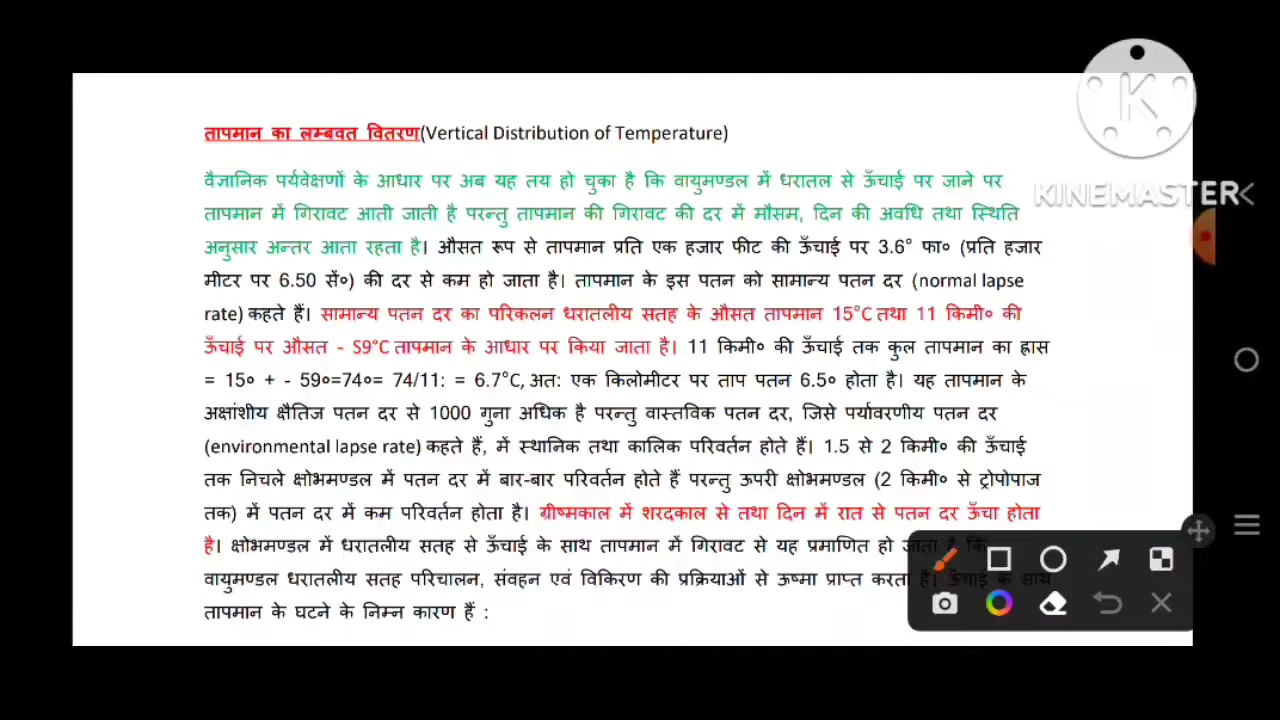 KINEMASTER
तापमान का लम्बवत वितरण(Vertical Distribution of Temperature)
वैज्ञानिक पर्यवेक्षणों के आधार पर अब यह तय हो चुका है कि वायुमण्डल में धरातल से ऊँचाई पर जाने पर
तापमान में गिरावट आती जाती है परन्तु तापमान की गिरावट की दर में मौसम, दिन की अवधि तथा स्थिति
अनुसार अन्तर आता रहता है। औसत रूप से तापमान प्रति एक हजार फीट की ऊँचाई पर 3.6° फा० (प्रति हजार
मीटर पर 6.50 सें०) की दर से कम हो जाता है। तापमान के इस पतन को सामान्य पतन दर (normal lapse
rate) कहते हैं। सामान्य पतन दर का परिकलन धरातलीय सतह के औसत तापमान 15°C तथा 11 किमी० की
ऊँचाई पर औसत - S9°C तापमान के आधार पर किया जाता है। 11 किमी० की ऊँचाई तक कुल तापमान का ह्रास
= 15० + - 59०=74०= 74/11: = 6.7°C, अत: एक किलोमीटर पर ताप पतन 6.5० होता है। यह तापमान के
अक्षांशीय क्षैतिज पतन दर से 1000 गुना अधिक है परन्तु वास्तविक पतन दर, जिसे पर्यावरणीय पतन दर
(environmental lapse rate) कहते हैं, में स्थानिक तथा कालिक परिवर्तन होते हैं। 1.5 से 2 किमी० की ऊँचाई
तक निचले क्षोभमण्डल में पतन दर में बार-बार परिवर्तन होते हैं परन्तु ऊपरी क्षोभमण्डल (2 किमी० से ट्रोपोपाज
तक) में पतन दर में कम परिवर्तन होता है। ग्रीष्मकाल में शरदकाल से तथा दिन में रात से पतन दर ऊँचा होता
है। क्षोभमण्डल में धरातलीय सतह से ऊँचाई के साथ तापमान में गिरावट से यह प्रमाणित हो जाता है कि
वायुमण्डल धरातलीय सतह परिचालन, संवहन एवं विकिरण की प्रक्रियाओं से ऊष्मा प्राप्त करता है। ऊँचाई के साथ
तापमान के घटने के निम्न कारण हैं :